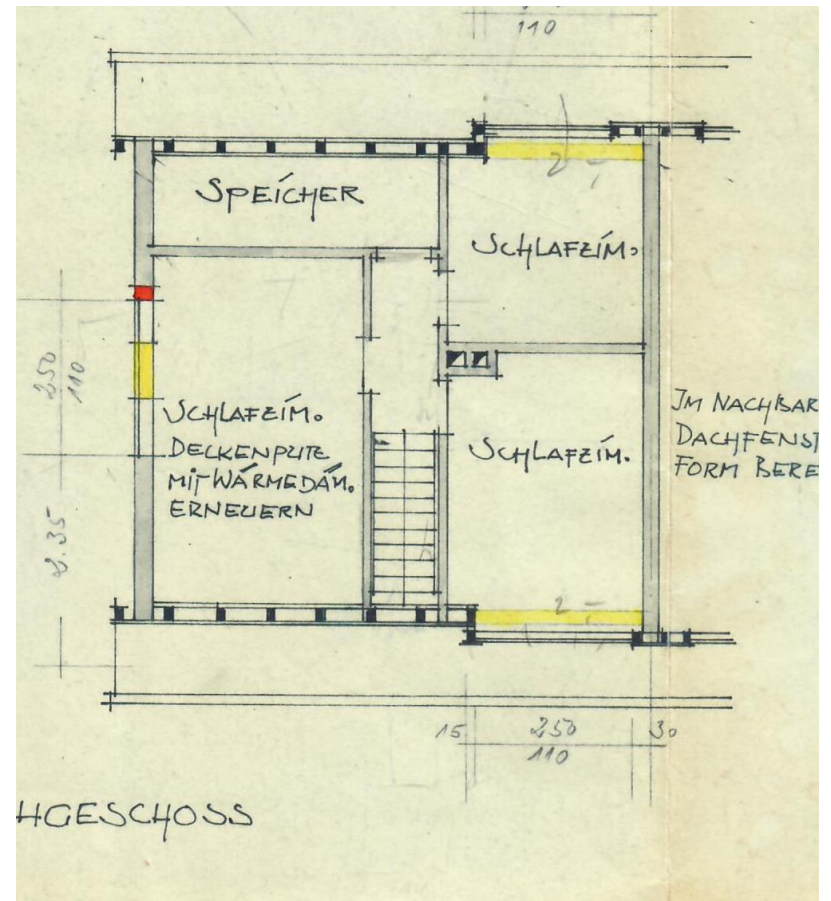 110
SPEICHER
SCHLAFZIM.
250
110
SCHLAFZIM.
DECKENPUTZ
MIT WÄRMEDÄM.
ERNEUERN
SCHLAFZIM.
IM NACHBAR
DACHFENST
FORM BERE
2.35
15
250
30
110
HGESCHOSS